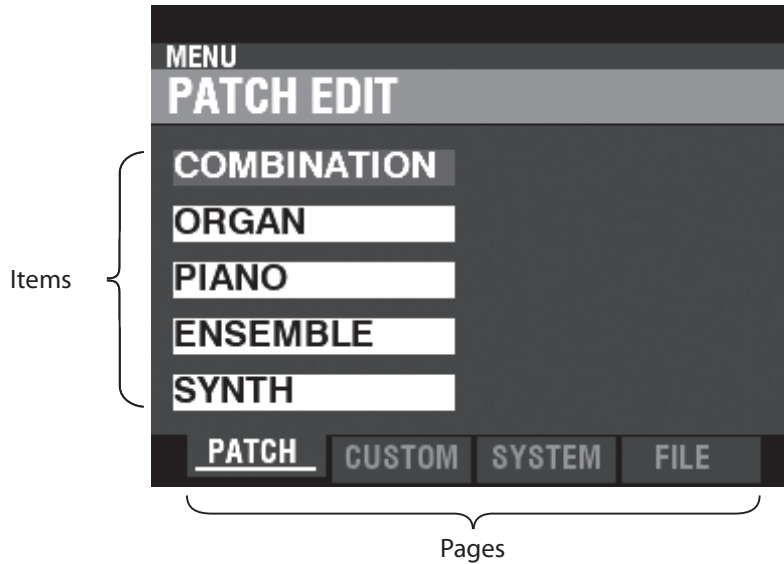 MENU
PATCH EDIT
COMBINATION
ORGAN
Items
PIANO
ENSEMBLE
SYNTH
PATCH CUSTOM SYSTEM FILE
Pages